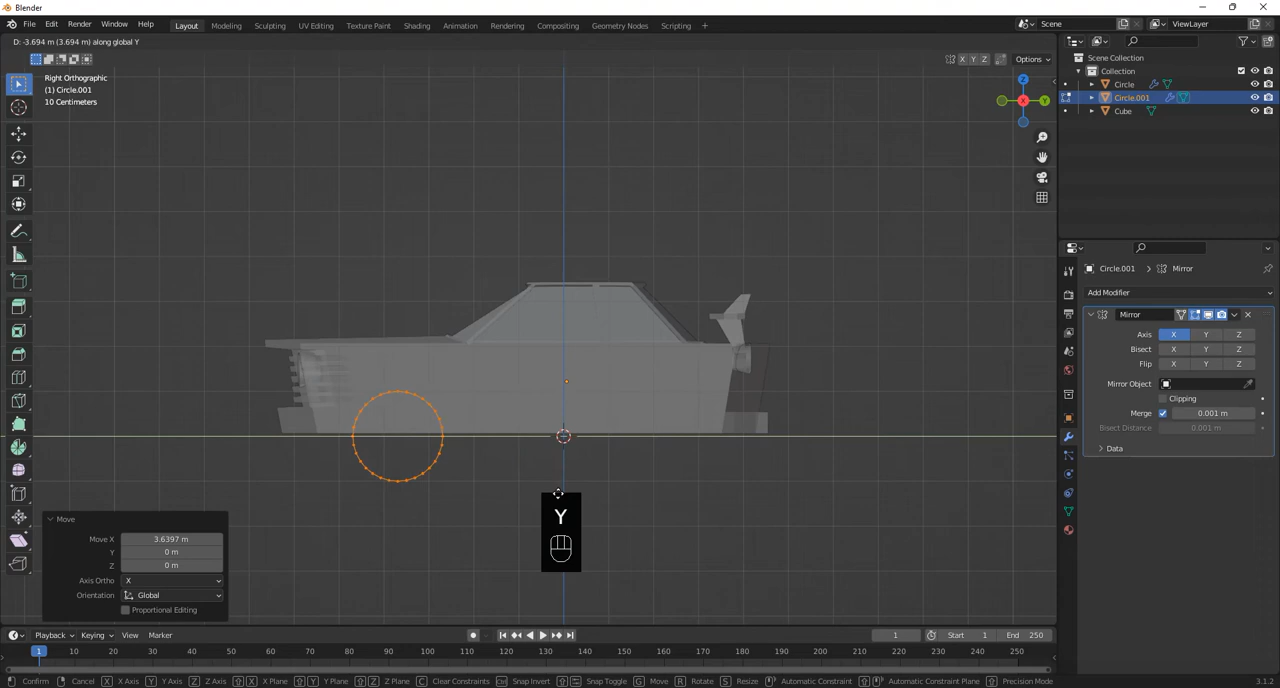 Blender
File Edit Render Window Help Layout Modeling Sculpting UV Editing Texture Paint Shading Animation Rendering Compositing Geometry Nodes Scripting + Scene ViewLayer
D: -3.694 m (3.694 m) along global Y
X Y Z Options
Right Orthographic
(1) Circle.001
10 Centimeters
Z
X Y
Scene Collection
Collection
Circle
Circle.001
Cube
Circle.001 > Mirror
Add Modifier
Mirror
Axis X Y Z
Bisect X Y Z
Flip X Y Z
Mirror Object
Clipping
Merge 0.001 m
Bisect Distance 0.001 m
Data
Y
Move
Move X 3.6397 m
Y 0 m
Z 0 m
Axis Ortho X
Orientation Global
Proportional Editing
Playback Keying View Marker 1 Start 1 End 250
1 10 20 30 40 50 60 70 80 90 100 110 120 130 140 150 160 170 180 190 200 210 220 230 240 250
Confirm Cancel X X Axis Y Y Axis Z Z Axis X X Plane Y Y Plane Z Z Plane C Clear Constraints Snap Invert Snap Toggle G Move R Rotate S Resize Automatic Constraint Automatic Constraint Plane Precision Mode 3.1.2